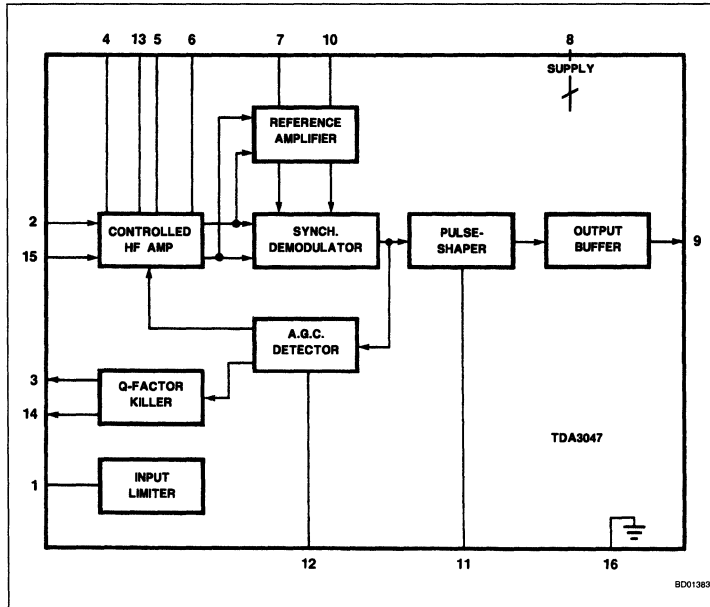 4 13 5 6 7 10 8
SUPPLY
REFERENCE
AMPLIFIER
2
15
CONTROLLED
HF AMP
SYNCH.
DEMODULATOR
PULSE-
SHAPER
OUTPUT
BUFFER
9
A.G.C.
DETECTOR
3
14
Q-FACTOR
KILLER
TDA3047
1
INPUT
LIMITER
12 11 16
BD01383